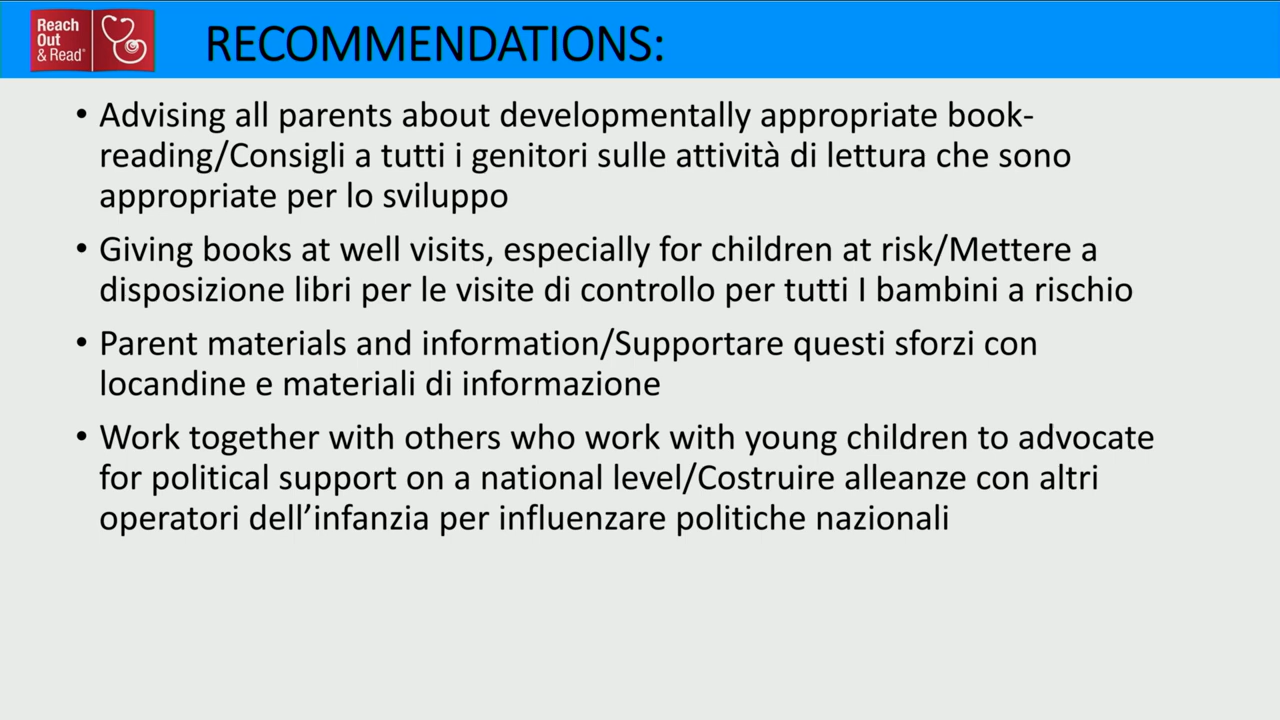 Reach
Out
& Read®
RECOMMENDATIONS:
• Advising all parents about developmentally appropriate book-
reading/Consigli a tutti i genitori sulle attività di lettura che sono
appropriate per lo sviluppo
• Giving books at well visits, especially for children at risk/Mettere a
disposizione libri per le visite di controllo per tutti I bambini a rischio
• Parent materials and information/Supportare questi sforzi con
locandine e materiali di informazione
• Work together with others who work with young children to advocate
for political support on a national level/Costruire alleanze con altri
operatori dell’infanzia per influenzare politiche nazionali